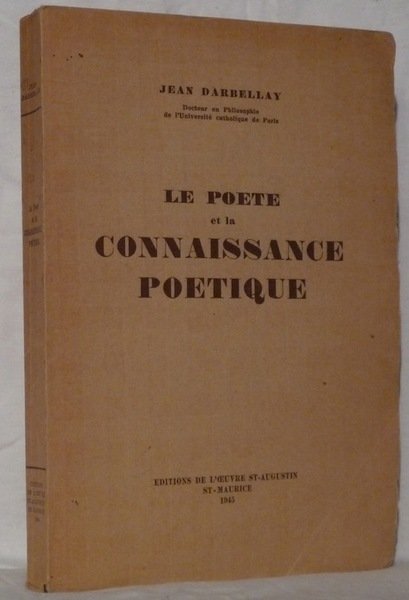 JEAN DARBELLAY
Docteur en Philosophie
de l'Université catholique de Paris
LE POETE
et la
CONNAISSANCE
POETIQUE
EDITIONS DE L'ŒUVRE ST-AUGUSTIN
ST-MAURICE
1945